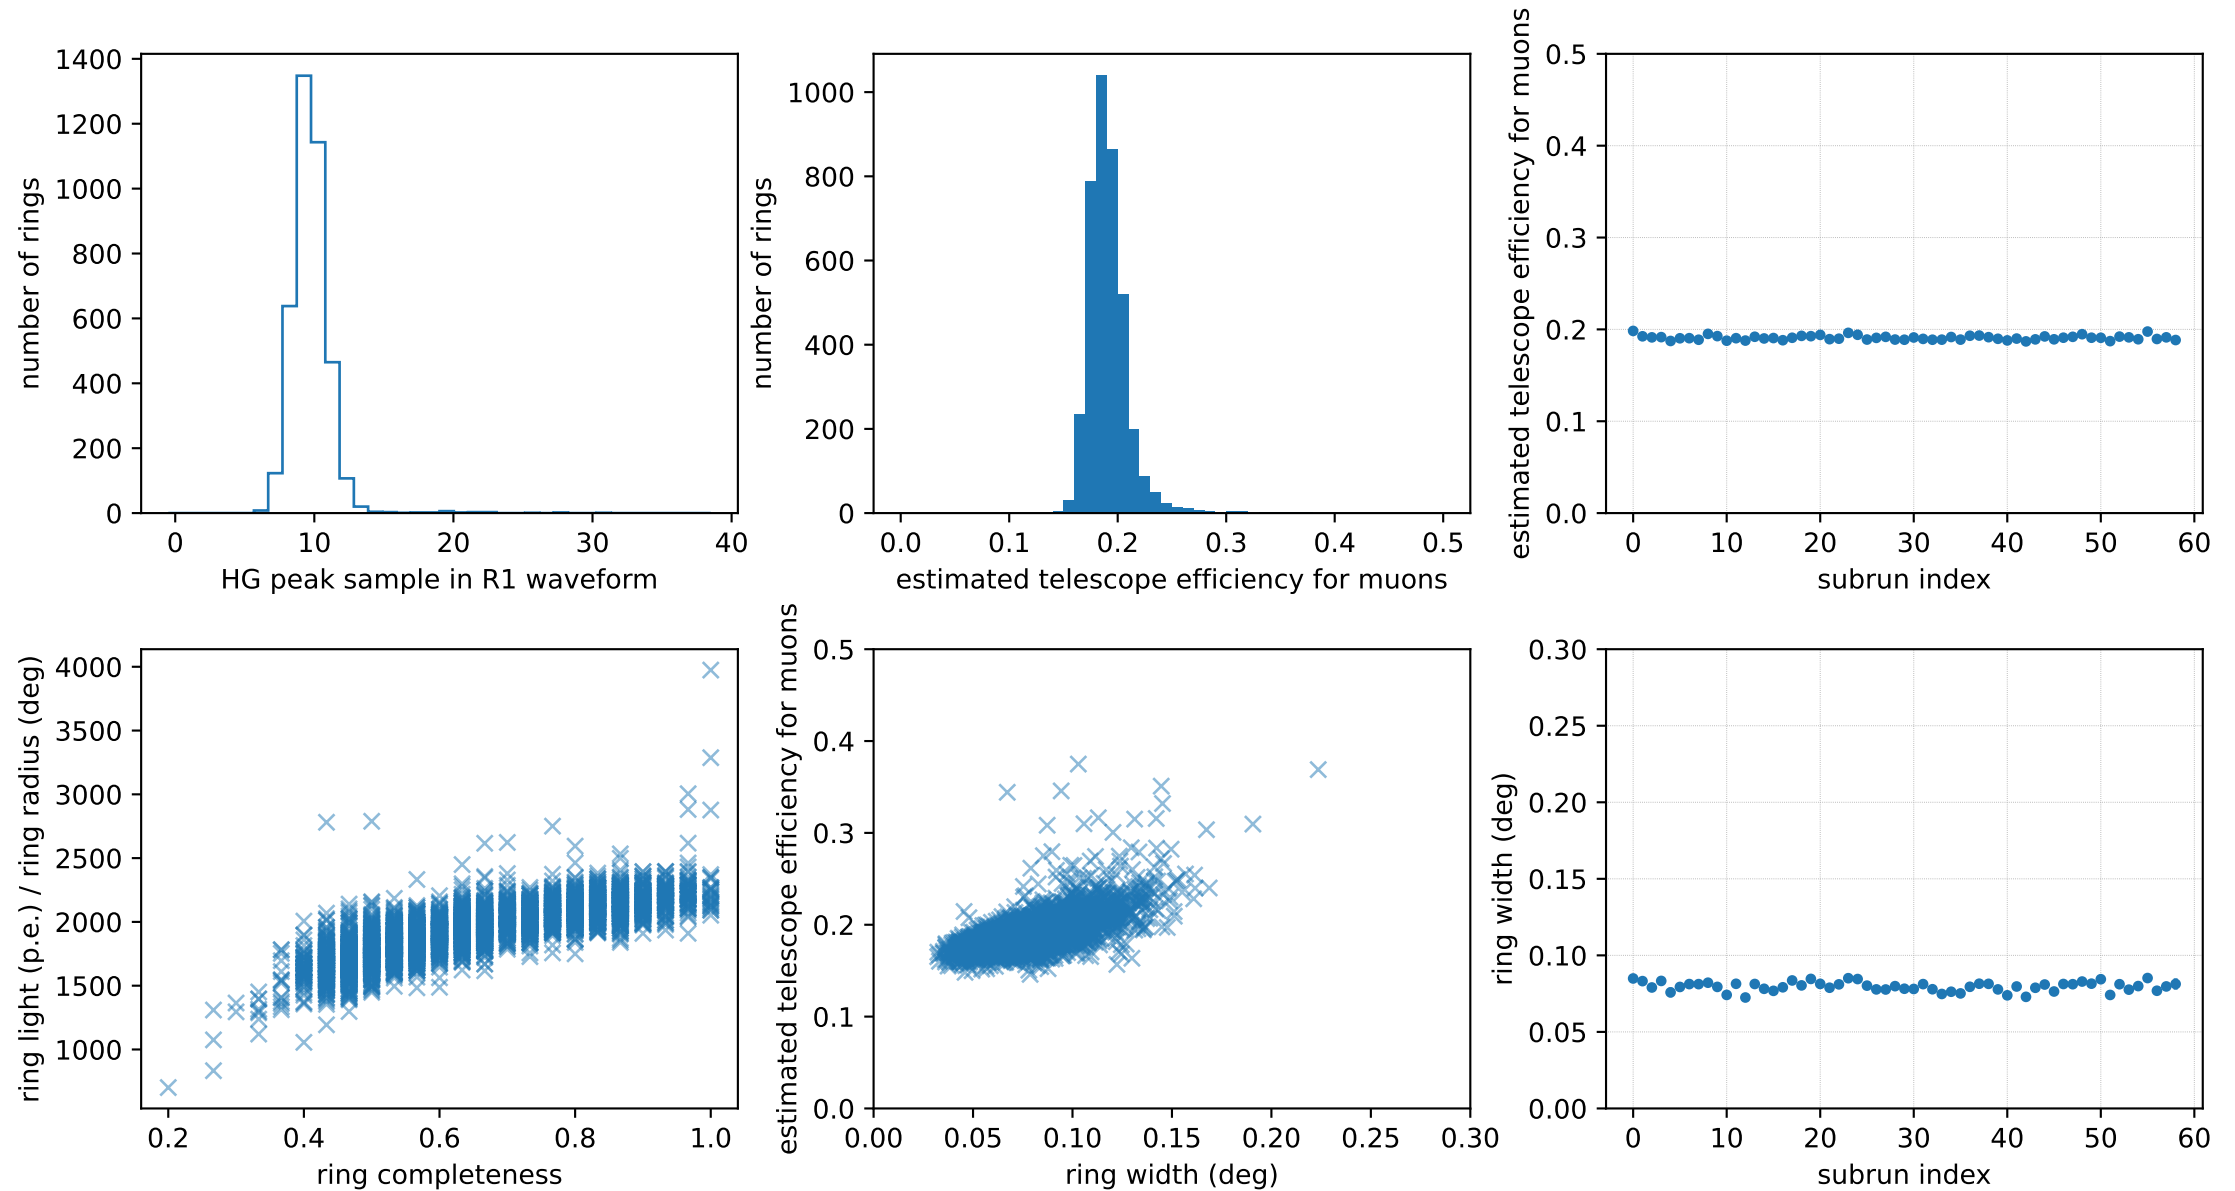 1400
1200
1000
800
600
400
200
0
number of rings
0 10 20 30 40
HG peak sample in R1 waveform
1000
800
600
400
200
0
number of rings
0.0 0.1 0.2 0.3 0.4 0.5
estimated telescope efficiency for muons
0.5
0.4
0.3
0.2
0.1
0.0
estimated telescope efficiency for muons
0 10 20 30 40 50 60
subrun index
4000
3500
3000
2500
2000
1500
1000
ring light (p.e.) / ring radius (deg)
0.2 0.4 0.6 0.8 1.0
ring completeness
0.5
0.4
0.3
0.2
0.1
0.0
estimated telescope efficiency for muons
0.00 0.05 0.10 0.15 0.20 0.25 0.30
ring width (deg)
0.30
0.25
0.20
0.15
0.10
0.05
0.00
ring width (deg)
0 10 20 30 40 50 60
subrun index